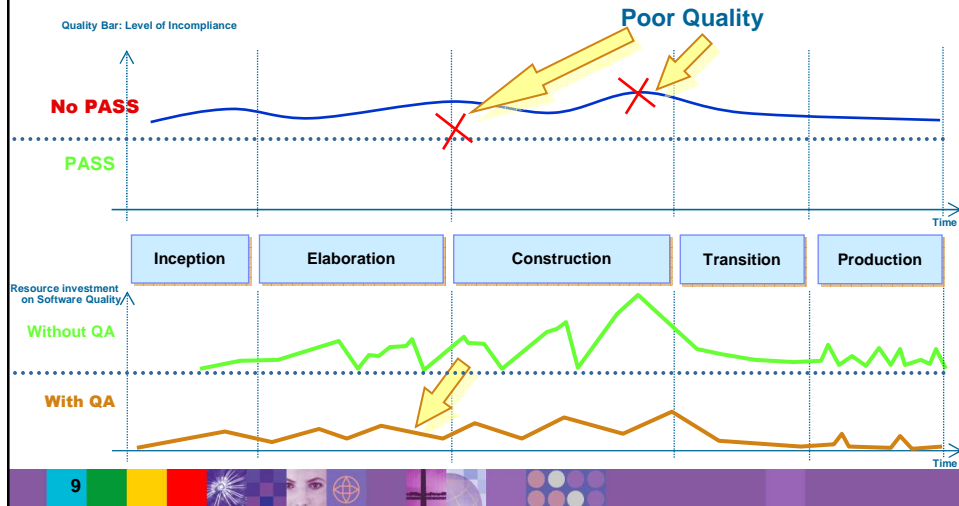 Poor Quality
Quality Bar: Level of Incompliance
No PASS
PASS
Time
Inception
Elaboration
Construction
Transition
Production
Resource investment
on Software Quality
Without QA
With QA
Time
9